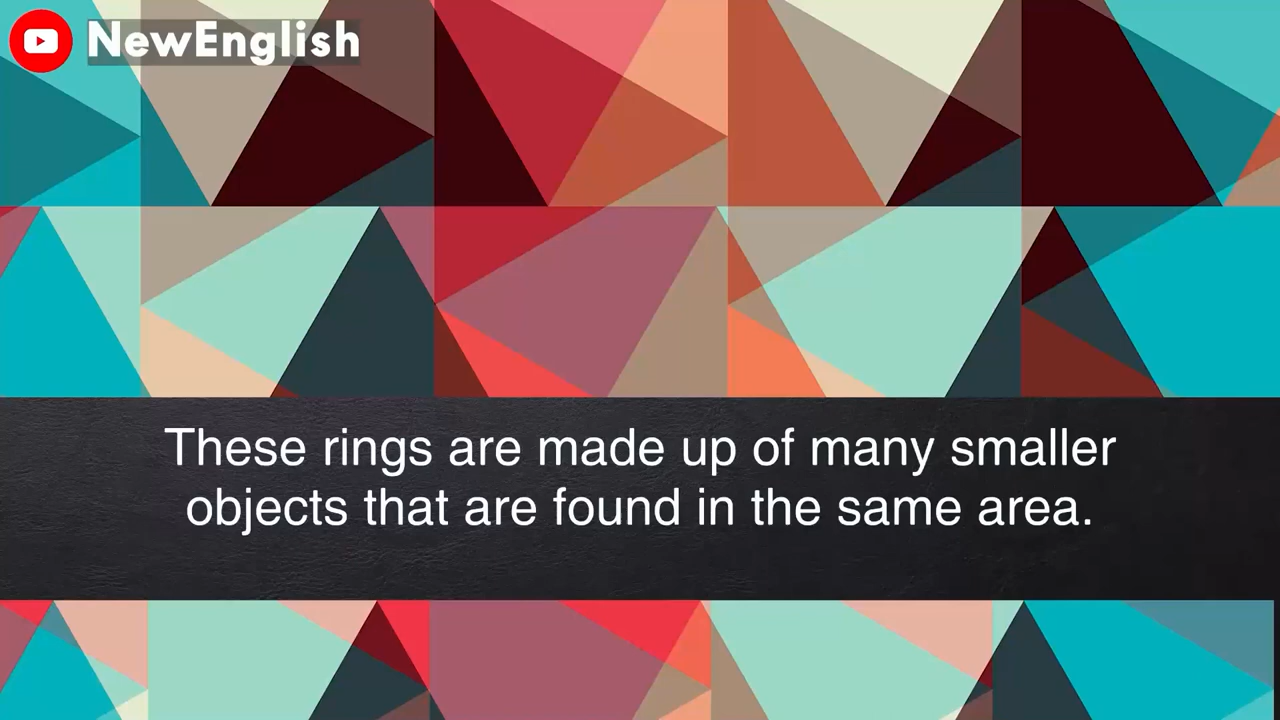 NewEnglish
These rings are made up of many smaller
objects that are found in the same area.